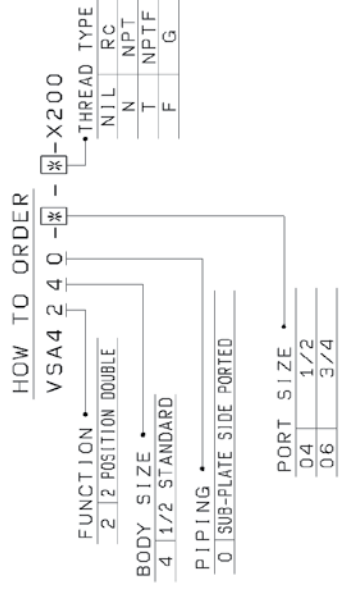 HOW TO ORDER
VSA4 2 4 0 - * - * -X200
FUNCTION
2 2 POSITION DOUBLE
BODY SIZE
4 1/2 STANDARD
PIPING
0 SUB-PLATE SIDE PORTED
PORT SIZE
04 1/2
06 3/4
THREAD TYPE
NIL RC
N NPT
T NPTF
F G